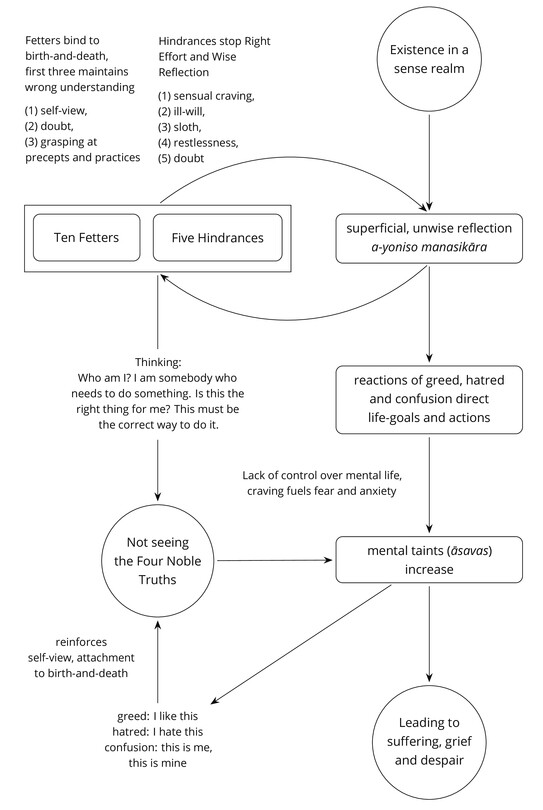 Fetters bind to
birth-and-death,
first three maintains
wrong understanding
(1) self-view,
(2) doubt,
(3) grasping at
precepts and practices
Hindrances stop Right
Effort and Wise
Reflection
(1) sensual craving,
(2) ill-will,
(3) sloth,
(4) restlessness,
(5) doubt
Existence in a
sense realm
Ten Fetters
Five Hindrances
superficial, unwise reflection
a-yoniso manasikāra
Thinking:
Who am I? I am somebody who
needs to do something. Is this the
right thing for me? This must be
the correct way to do it.
reactions of greed, hatred
and confusion direct
life-goals and actions
Lack of control over mental life,
craving fuels fear and anxiety
Not seeing
the Four Noble
Truths
mental taints (āsavas)
increase
reinforces
self-view, attachment
to birth-and-death
greed: I like this
hatred: I hate this
confusion: this is me,
this is mine
Leading to
suffering, grief
and despair